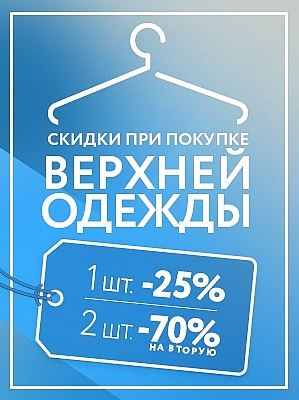 СКИДКИ ПРИ ПОКУПКЕ
ВЕРХНЕЙ
ОДЕЖДЫ
1 шт. -25%
2 шт. -70%
НА ВТОРУЮ